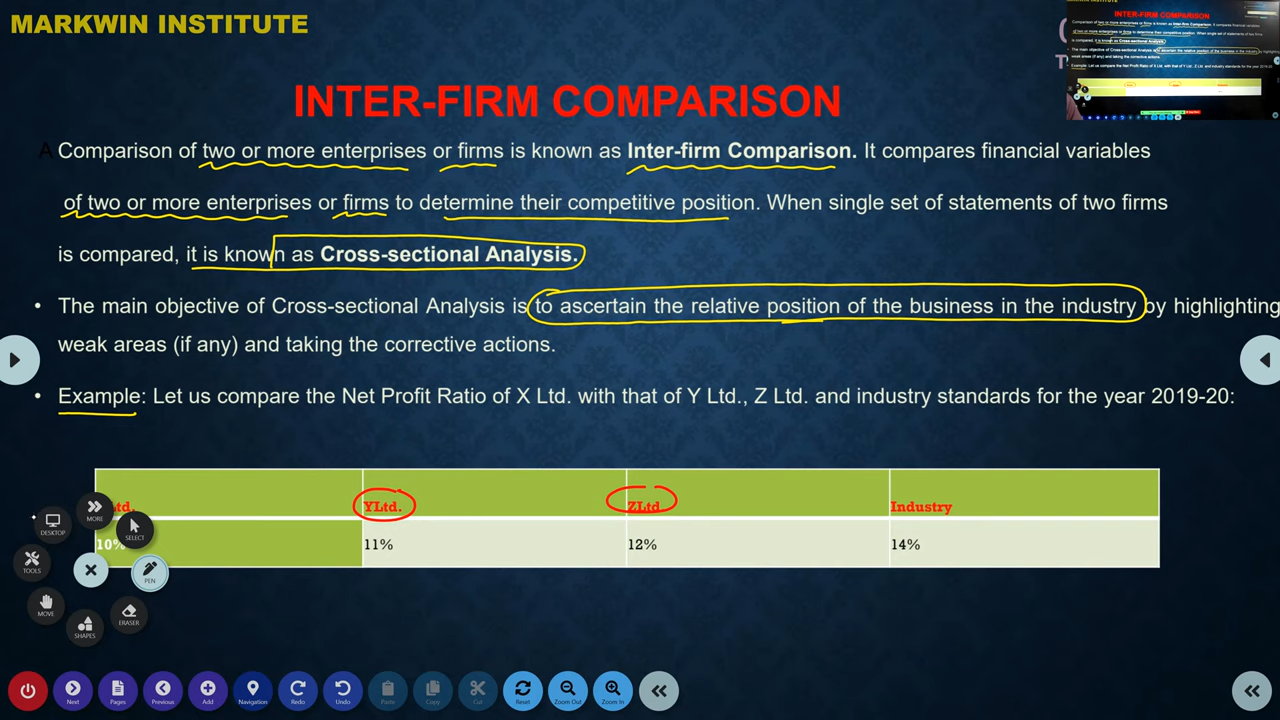 MARKWIN INSTITUTE
INTER-FIRM COMPARISON
A Comparison of two or more enterprises or firms is known as Inter-firm Comparison. It compares financial variables
of two or more enterprises or firms to determine their competitive position. When single set of statements of two firms
is compared, it is known as Cross-sectional Analysis.
• The main objective of Cross-sectional Analysis is to ascertain the relative position of the business in the industry by highlighting
weak areas (if any) and taking the corrective actions.
• Example: Let us compare the Net Profit Ratio of X Ltd. with that of Y Ltd., Z Ltd. and industry standards for the year 2019-20:
Ltd. YLtd. ZLtd Industry
10% 11% 12% 14%
MORE
DESKTOP
SELECT
TOOLS
PEN
MOVE
ERASER
SHAPES
Next Pages Previous Add Navigation Redo Undo Paste Copy Cut Reset Zoom Out Zoom In